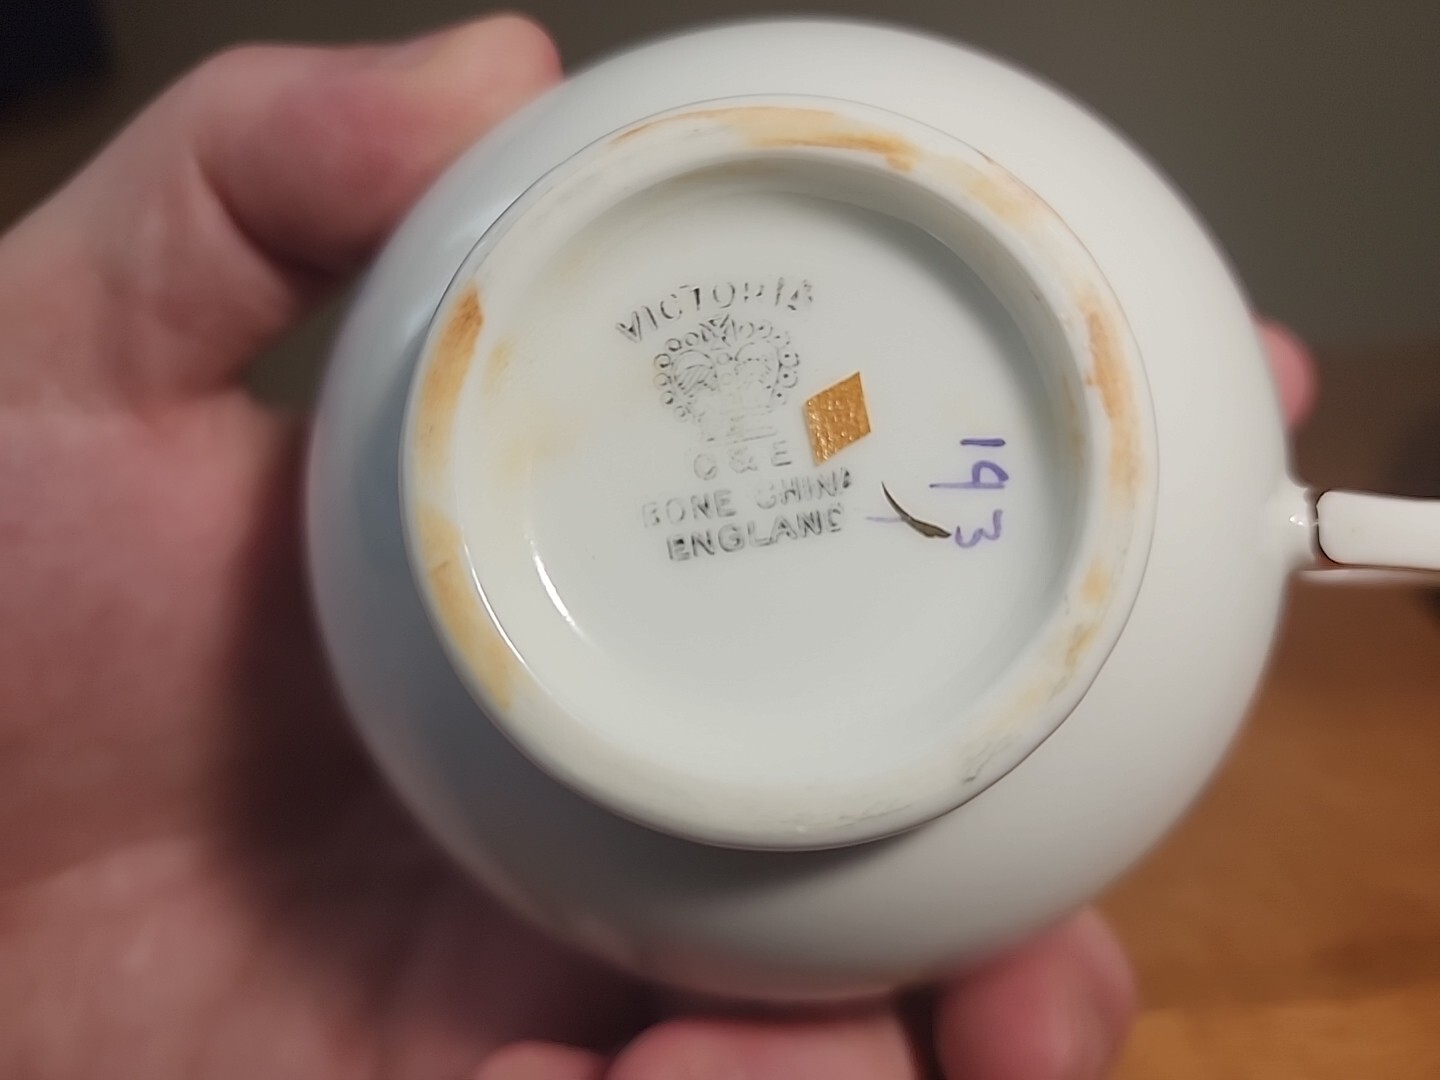 VICTORIA
C & E
BONE CHINA
ENGLAND
193